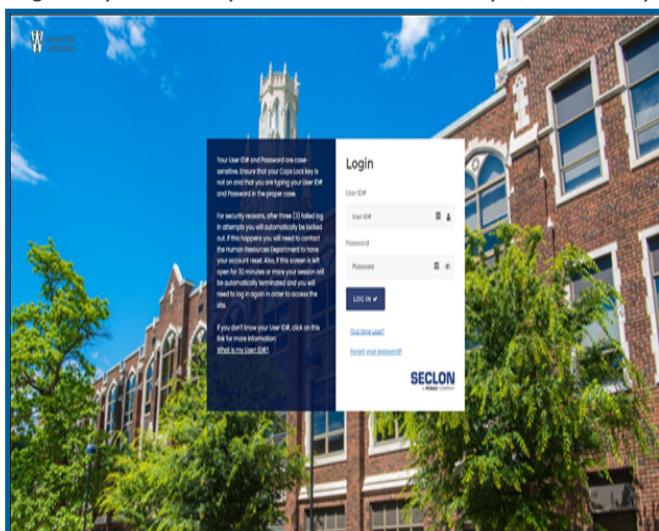 University
of Windsor
Your User ID# and Password are case-
sensitive. Ensure that your Caps Lock key is
not on and that you are typing your User ID#
and Password in the proper case.
For security reasons, after three (3) failed log
in attempts you will automatically be locked
out. If this happens you will need to contact
the Human Resources Department to have
your account reset. Also, if this screen is left
open for 30 minutes or more your session will
be automatically terminated and you will
need to log in again in order to access the
site.
If you don't know your User ID#, click on this
link for more information:
What is my User ID#?
Login
User ID#
User ID#
Password
Password
LOG IN ✔
First time user?
Forgot your password?
SECLON